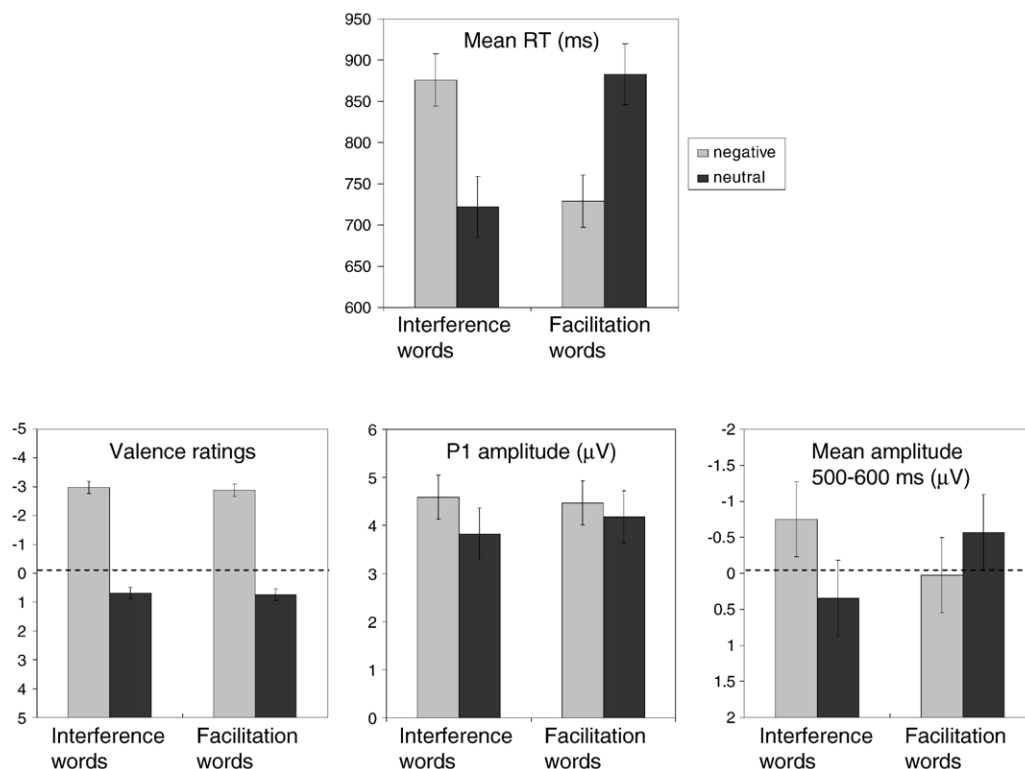 Mean RT (ms)
950
900
850
800
750
700
650
600
Interference words
Facilitation words
negative
neutral
Valence ratings
-5
-4
-3
-2
-1
0
1
2
3
4
5
Interference words
Facilitation words
P1 amplitude (μV)
6
5
4
3
2
1
0
Interference words
Facilitation words
Mean amplitude
500-600 ms (μV)
-2
-1.5
-1
-0.5
0
0.5
1
1.5
2
Interference words
Facilitation words